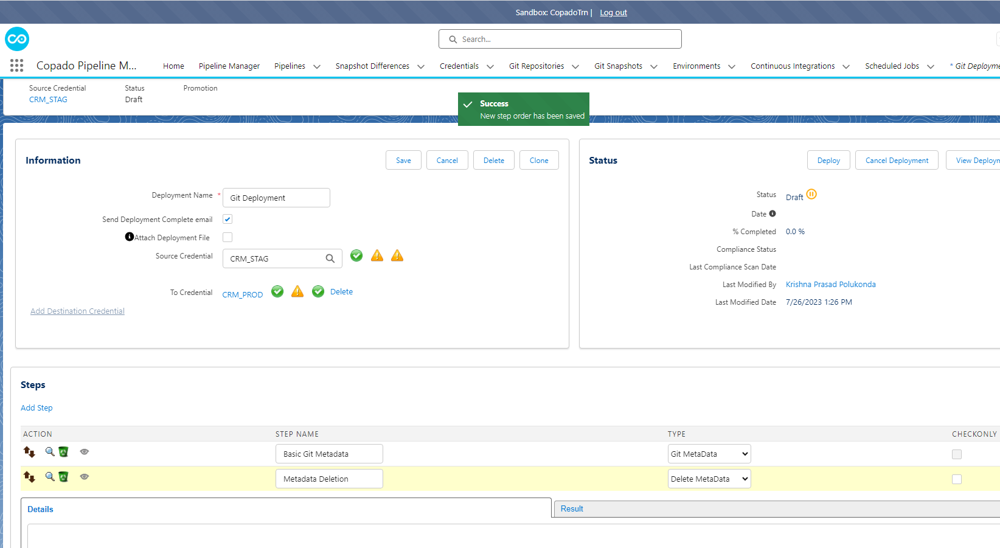 Sandbox: CopadoTrn | Log out
Search...
Copado Pipeline M... Home Pipeline Manager Pipelines Snapshot Differences Credentials Git Repositories Git Snapshots Environments Continuous Integrations Scheduled Jobs * Git Deployme
Source Credential Status Promotion
CRM_STAG Draft
Success
New step order has been saved
Information Save Cancel Delete Clone
Deployment Name * Git Deployment
Send Deployment Complete email
Attach Deployment File
Source Credential CRM_STAG
To Credential CRM_PROD Delete
Add Destination Credential
Status Deploy Cancel Deployment View Deploym
Status Draft
Date
% Completed 0.0 %
Compliance Status
Last Compliance Scan Date
Last Modified By Krishna Prasad Polukonda
Last Modified Date 7/26/2023 1:26 PM
Steps
Add Step
ACTION STEP NAME TYPE CHECKONLY
Basic Git Metadata Git MetaData
Metadata Deletion Delete MetaData
Details Result